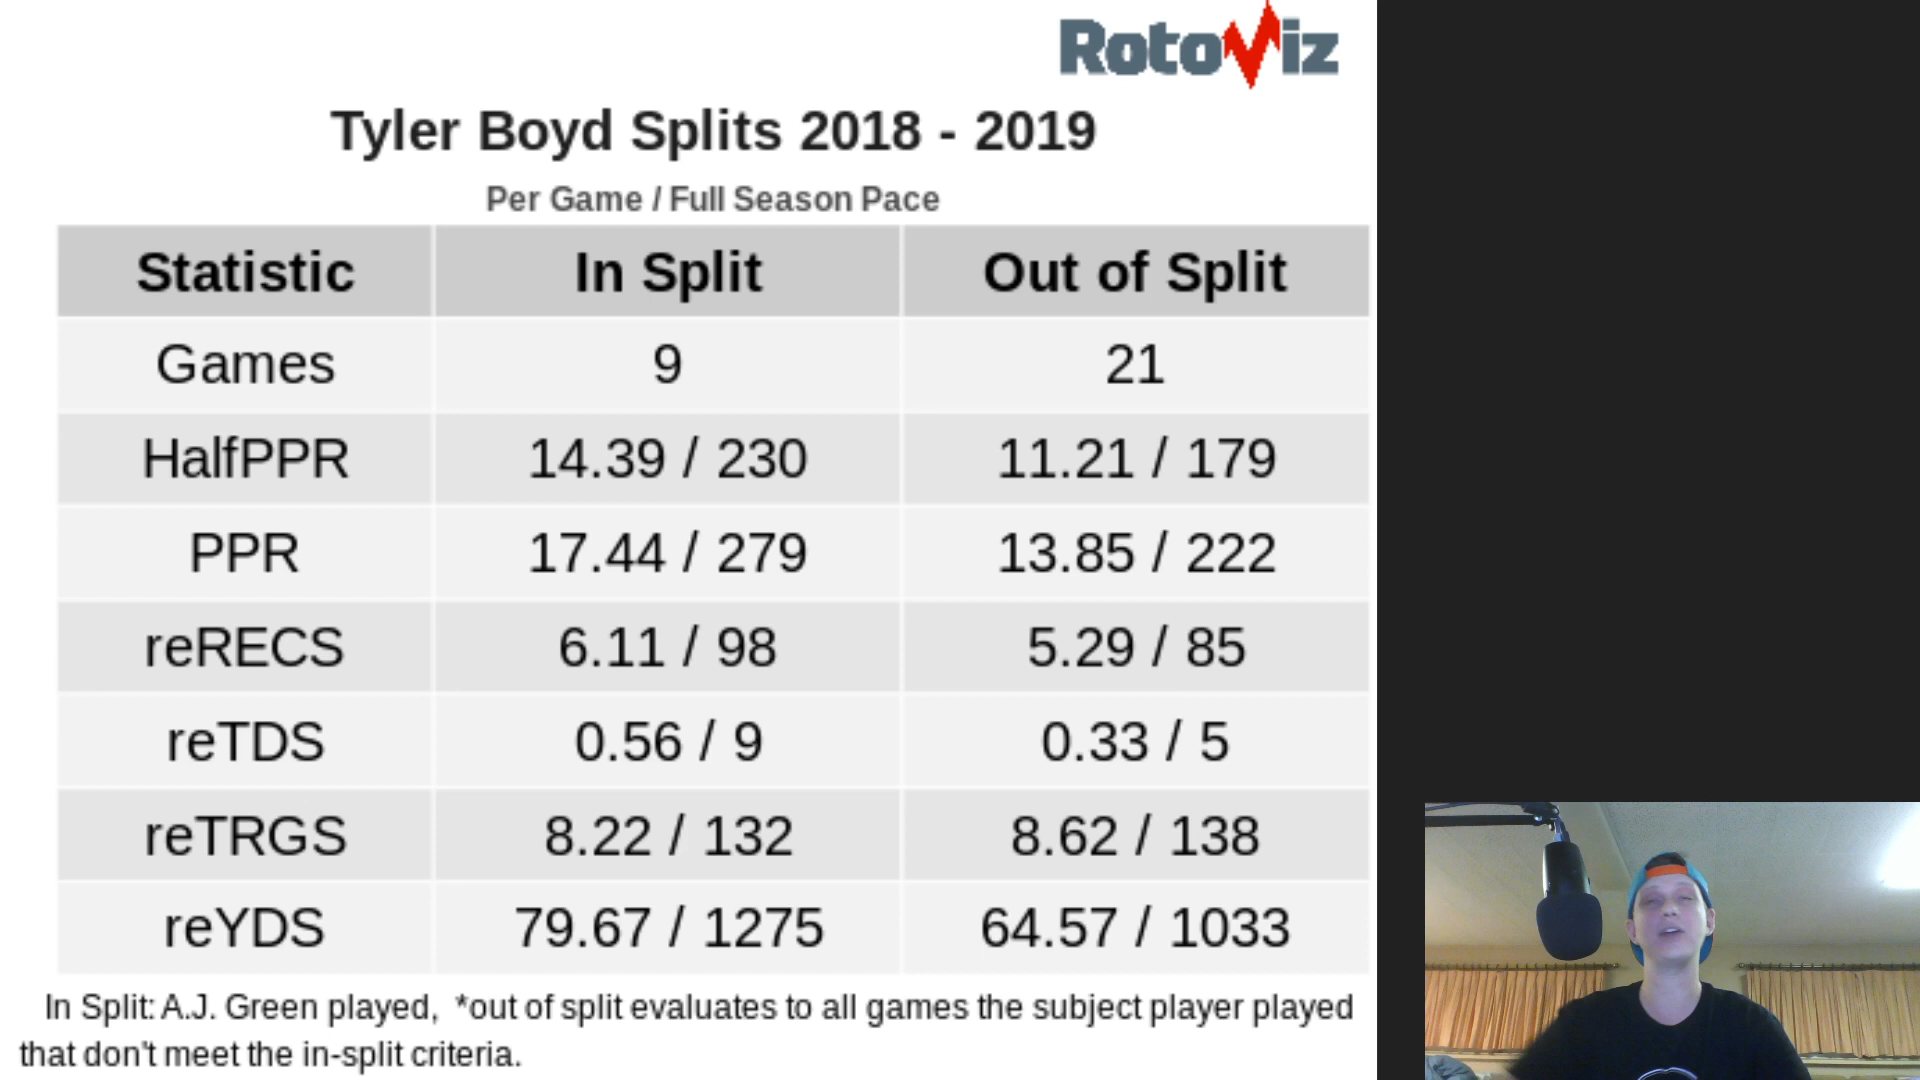 RotoViz
Tyler Boyd Splits 2018 - 2019
Per Game / Full Season Pace
Statistic In Split Out of Split
Games 9 21
HalfPPR 14.39 / 230 11.21 / 179
PPR 17.44 / 279 13.85 / 222
reRECS 6.11 / 98 5.29 / 85
reTDS 0.56 / 9 0.33 / 5
reTRGS 8.22 / 132 8.62 / 138
reYDS 79.67 / 1275 64.57 / 1033
In Split: A.J. Green played, *out of split evaluates to all games the subject player played
that don't meet the in-split criteria.